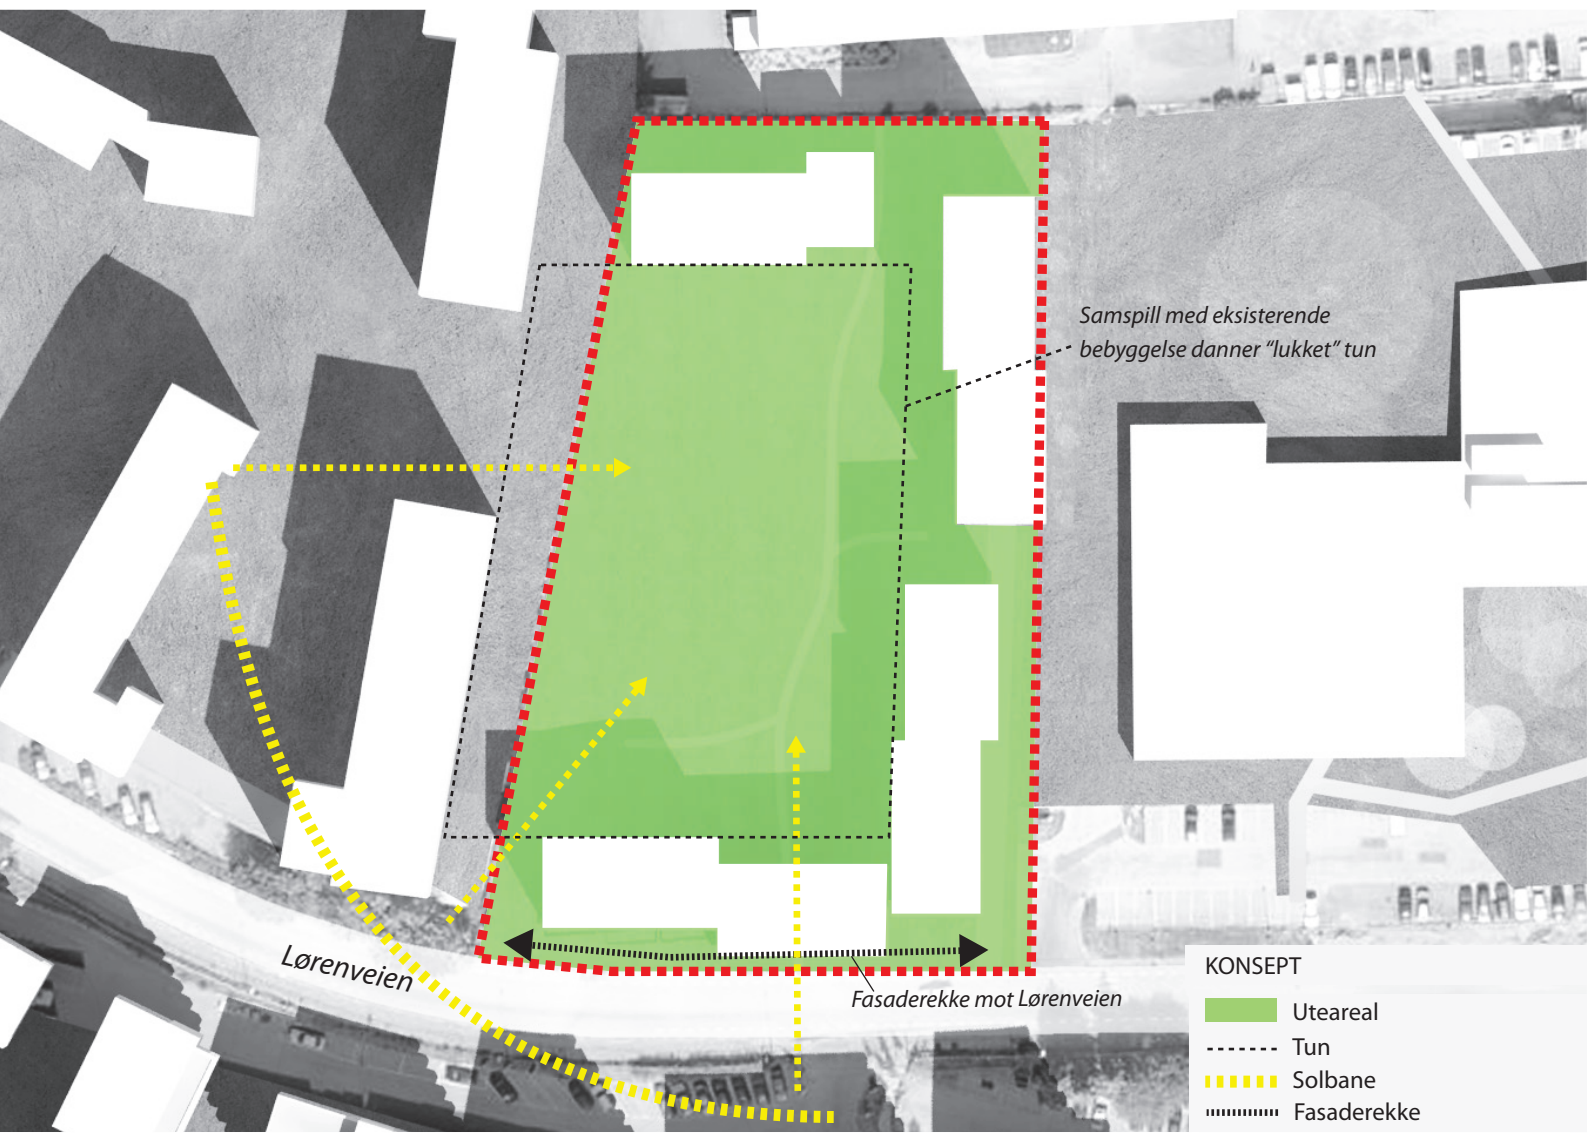 Samspill med eksisterende
bebyggelse danner “lukket” tun
Lørenveien
Fasaderekke mot Lørenveien
KONSEPT
Uteareal
Tun
Solbane
Fasaderekke